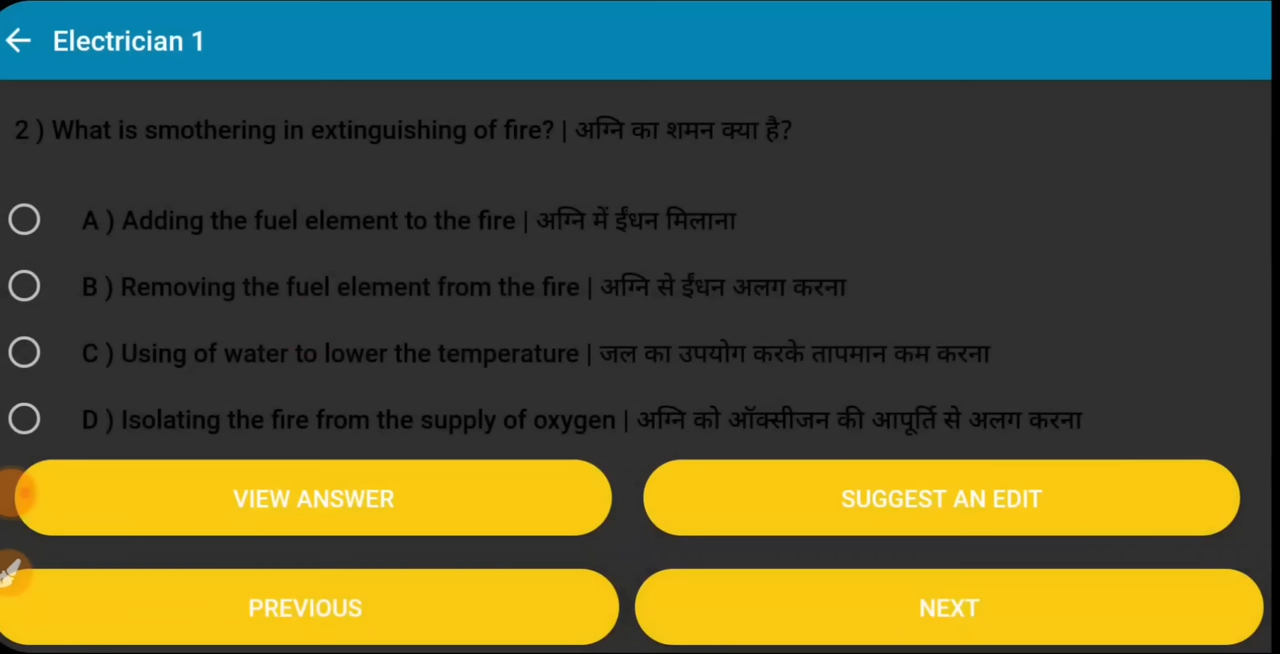 Electrician 1
2 ) What is smothering in extinguishing of fire? | अग्नि का शमन क्या है?
A ) Adding the fuel element to the fire | अग्नि में ईंधन मिलाना
B ) Removing the fuel element from the fire | अग्नि से ईंधन अलग करना
C ) Using of water to lower the temperature | जल का उपयोग करके तापमान कम करना
D ) Isolating the fire from the supply of oxygen | अग्नि को ऑक्सीजन की आपूर्ति से अलग करना
VIEW ANSWER SUGGEST AN EDIT
PREVIOUS NEXT